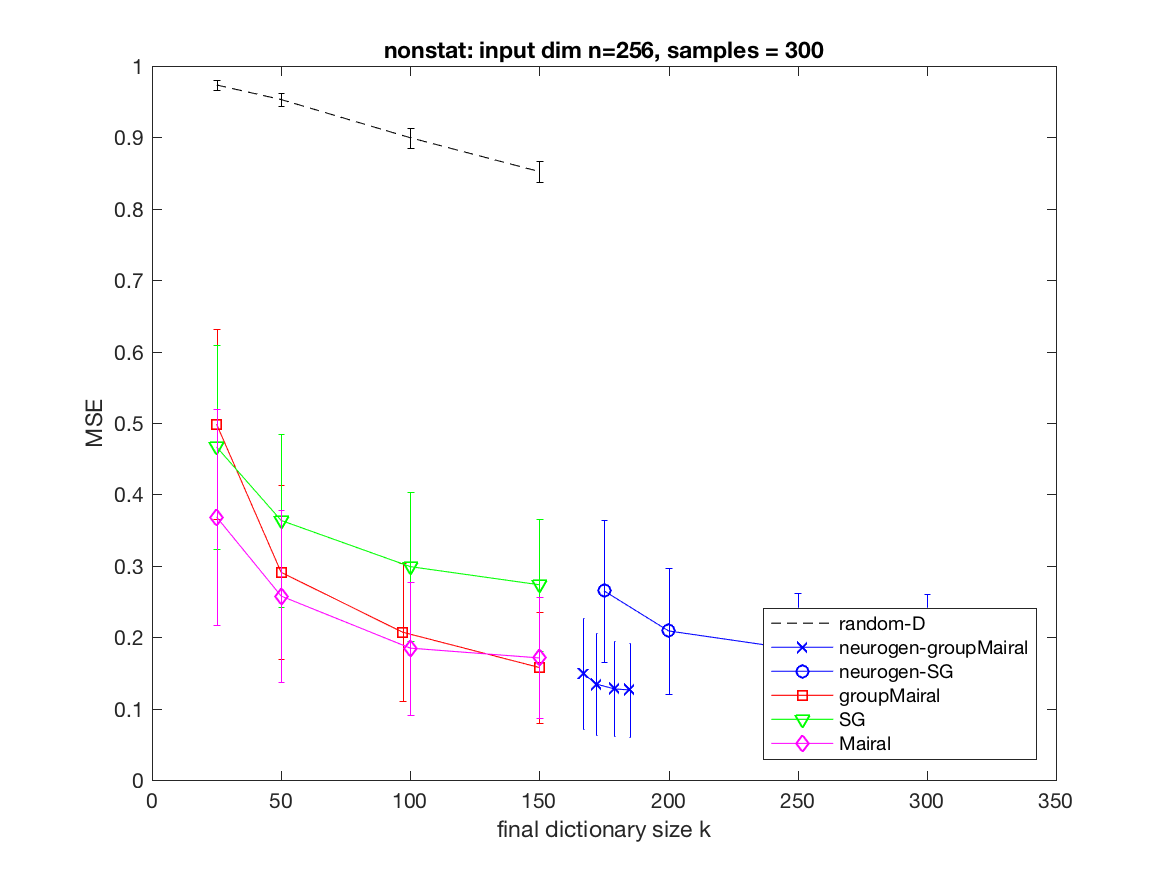 nonstat: input dim n=256, samples = 300
1
0.9
0.8
0.7
0.6
0.5
0.4
0.3
0.2
0.1
0
MSE
0 50 100 150 200 250 300 350
final dictionary size k
random-D
neurogen-groupMairal
neurogen-SG
groupMairal
SG
Mairal